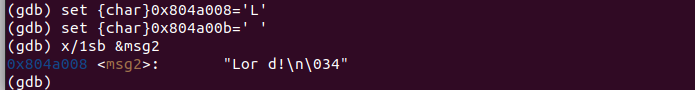 (gdb) set {char}0x804a008='L'
(gdb) set {char}0x804a00b=' '
(gdb) x/1sb &msg2
0x804a008 <msg2>:	"Lor d!\n\034"
(gdb)